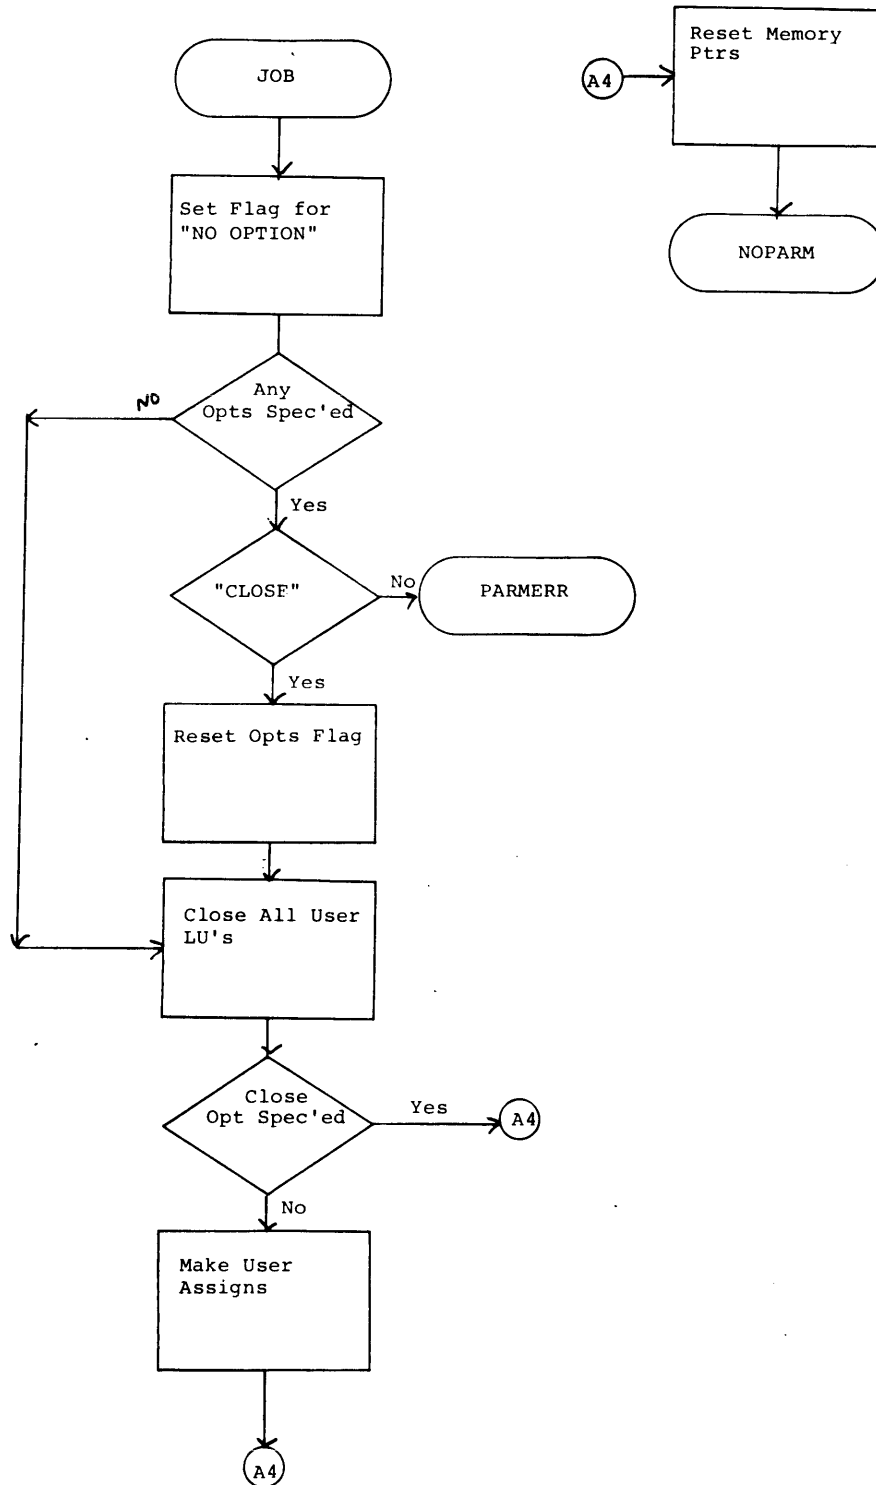 JOB
Set Flag for
"NO OPTION"
Any
Opts Spec'ed
NO
Yes
"CLOSE"
No
PARMERR
Yes
Reset Opts Flag
Close All User
LU's
Close
Opt Spec'ed
Yes
A4
No
Make User
Assigns
A4
A4
Reset Memory
Ptrs
NOPARM